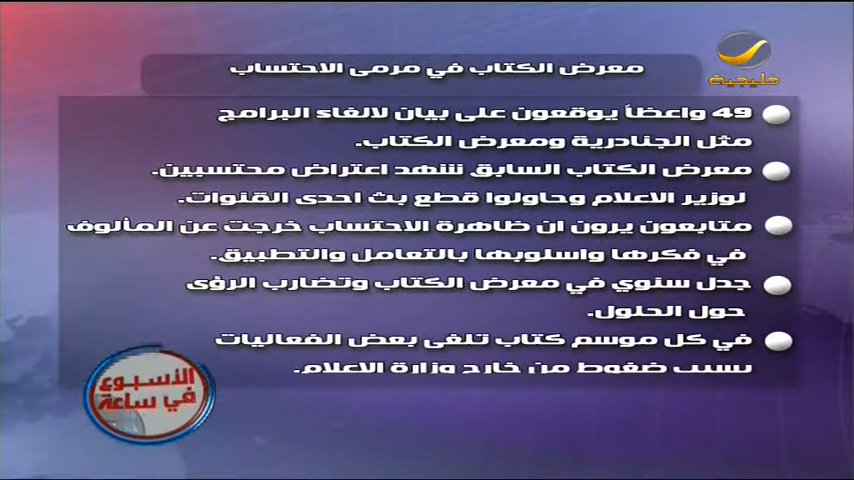 خليجية
معرض الكتاب في مرمى الاحتساب
49 واعظاً يوقعون على بيان لالغاء البرامج
مثل الجنادرية ومعرض الكتاب.
معرض الكتاب السابق شهد اعتراض محتسبين.
لوزير الاعلام وحاولوا قطع بث احدى القنوات.
متابعون يرون ان ظاهرة الاحتساب خرجت عن المألوف
في فكرها واسلوبها بالتعامل والتطبيق.
جدل سنوي في معرض الكتاب وتضارب الرؤى
حول الحلول.
في كل موسم كتاب تلغى بعض الفعاليات
بسبب ضغوط من خارج وزارة الاعلام.
الأسبوع
في ساعة